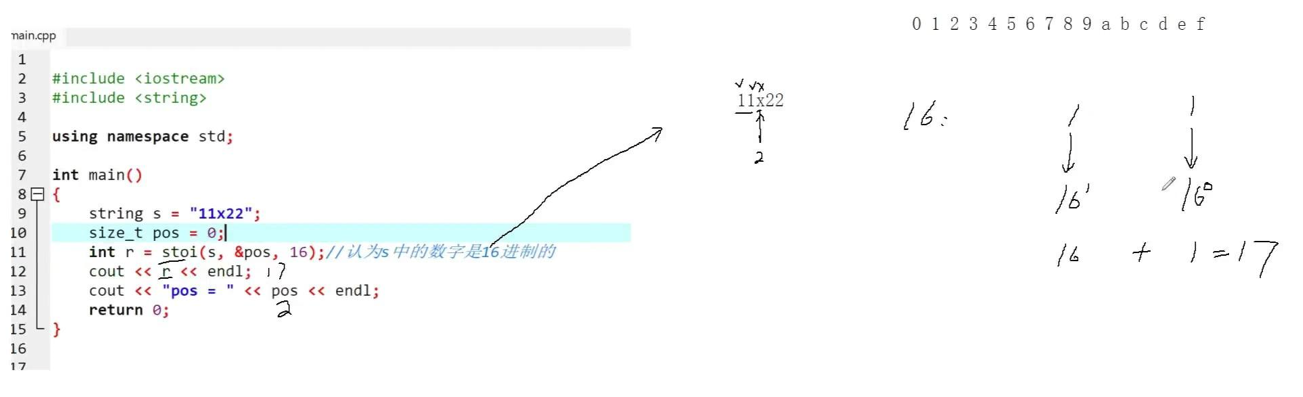 0 1 2 3 4 5 6 7 8 9 a b c d e f
main.cpp
1
2 #include <iostream>
3 #include <string>
4
5 using namespace std;
6
7 int main()
8 {
9 string s = "11x22";
10 size_t pos = 0;
11 int r = stoi(s, &pos, 16);//认为s中的数字是16进制的
12 cout << r << endl; 17
13 cout << "pos = " << pos << endl;
2
14 return 0;
15 }
16
17
√ √ x
11x22
2
16: 1 1
16¹ 16⁰
16 + 1 = 17